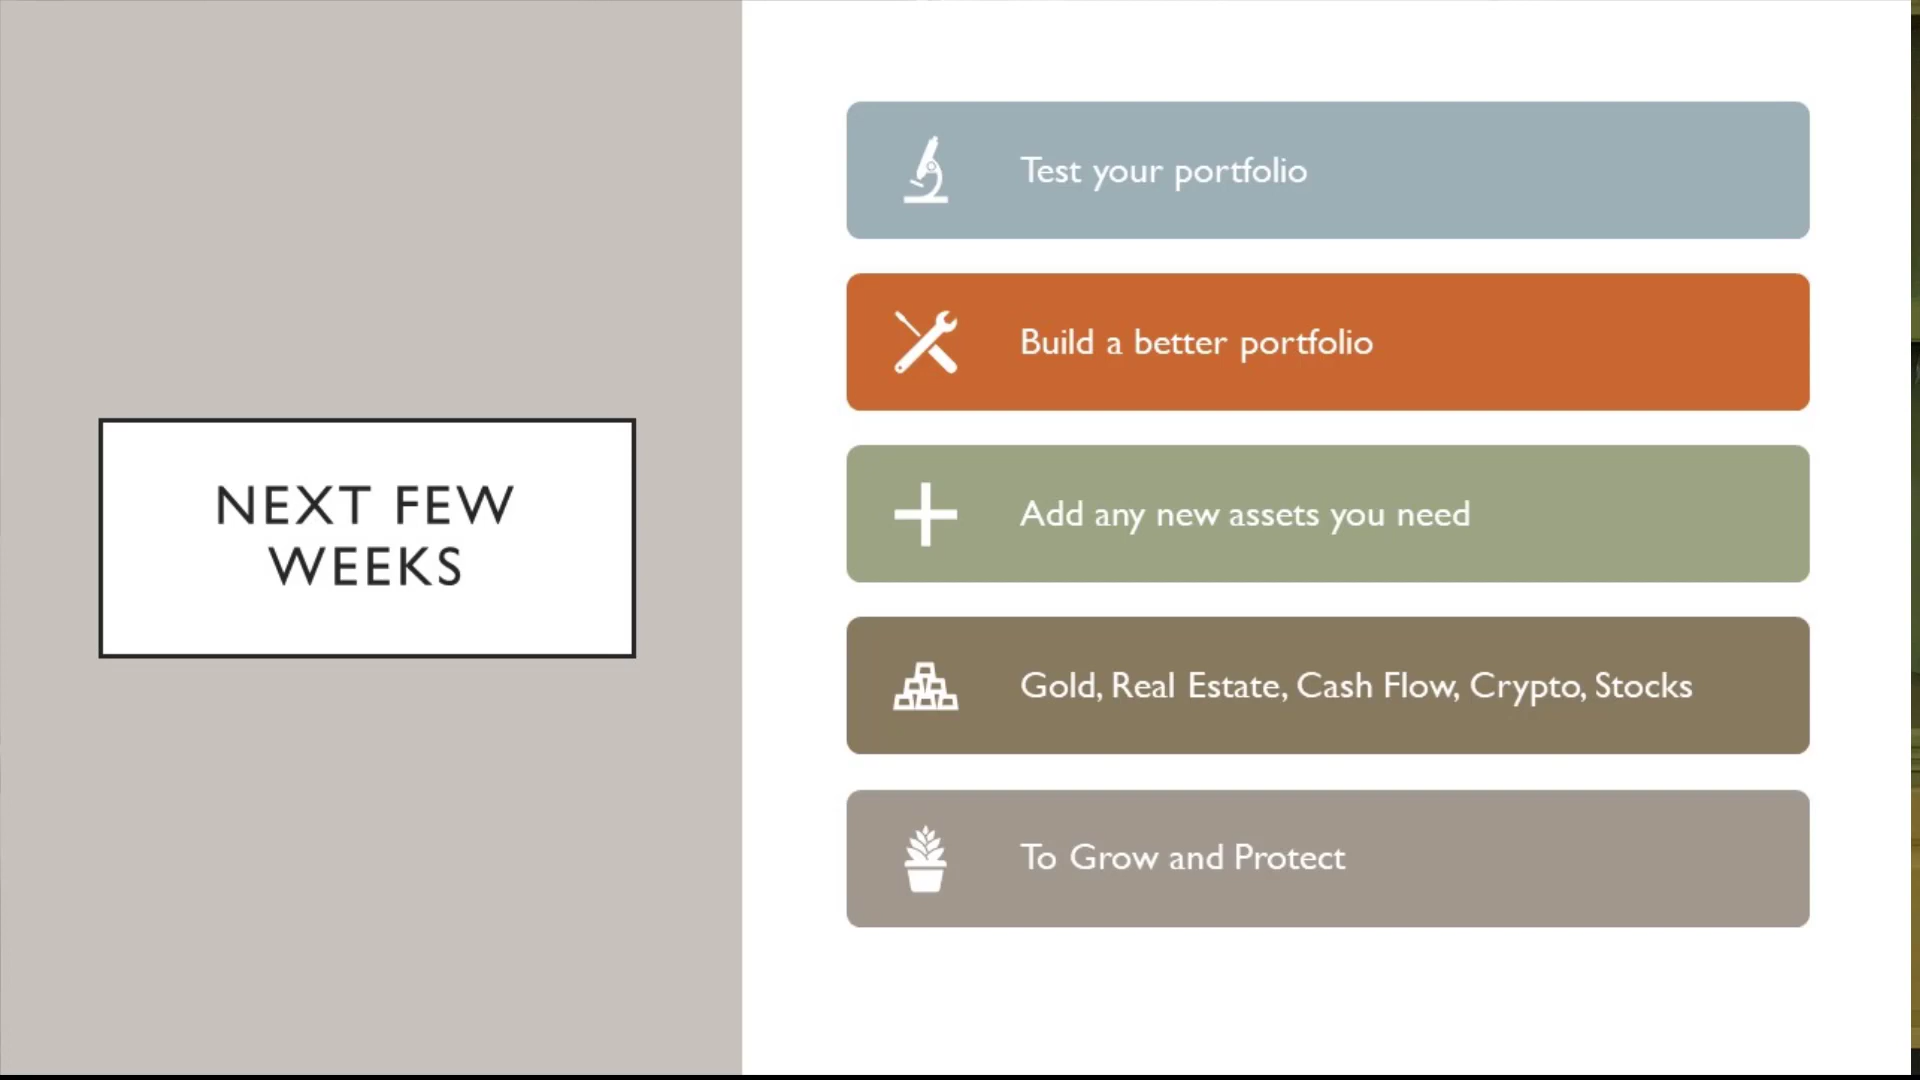 NEXT FEW
WEEKS
Test your portfolio
Build a better portfolio
Add any new assets you need
Gold, Real Estate, Cash Flow, Crypto, Stocks
To Grow and Protect